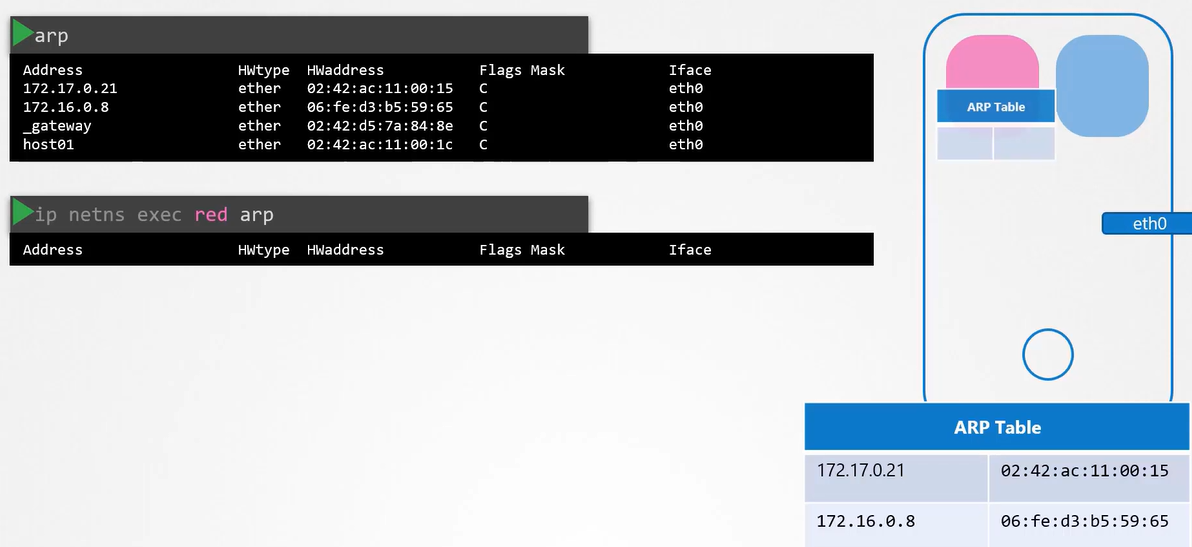 arp
Address HWtype HWaddress Flags Mask Iface
172.17.0.21 ether 02:42:ac:11:00:15 C eth0
172.16.0.8 ether 06:fe:d3:b5:59:65 C eth0
_gateway ether 02:42:d5:7a:84:8e C eth0
host01 ether 02:42:ac:11:00:1c C eth0
ip netns exec red arp
Address HWtype HWaddress Flags Mask Iface
ARP Table
eth0
ARP Table
172.17.0.21 02:42:ac:11:00:15
172.16.0.8 06:fe:d3:b5:59:65